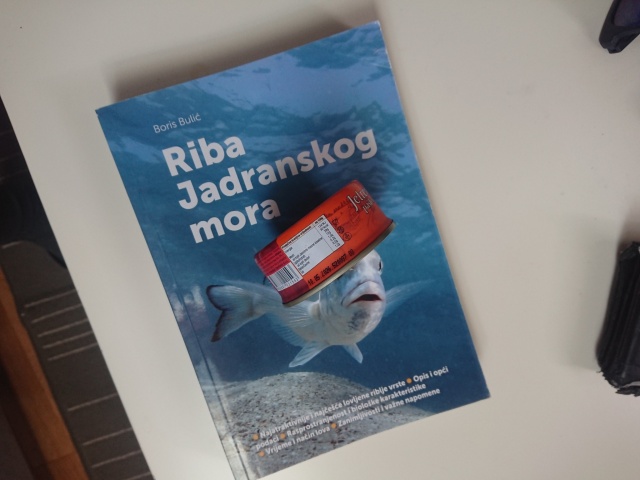 Boris Bulić
Riba
Jadranskog
mora
Najatraktivnije i najčešće lovljene riblje vrste • Opis i opći
podaci • Rasprostranjenost i biološke karakteristike
• Vrijeme i način lova • Zanimljivosti i važne napomene